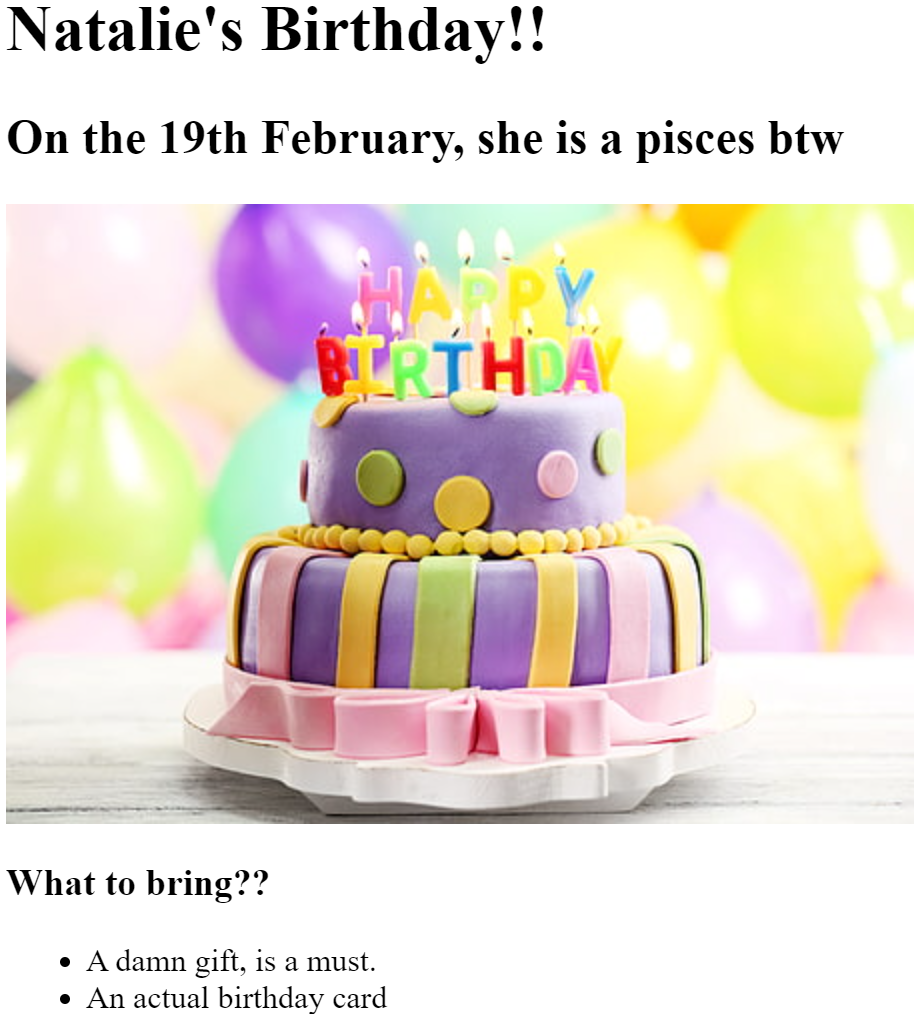 Natalie's Birthday!!
On the 19th February, she is a pisces btw
HAPPY
BIRTHDAY
What to bring??
A damn gift, is a must.
An actual birthday card